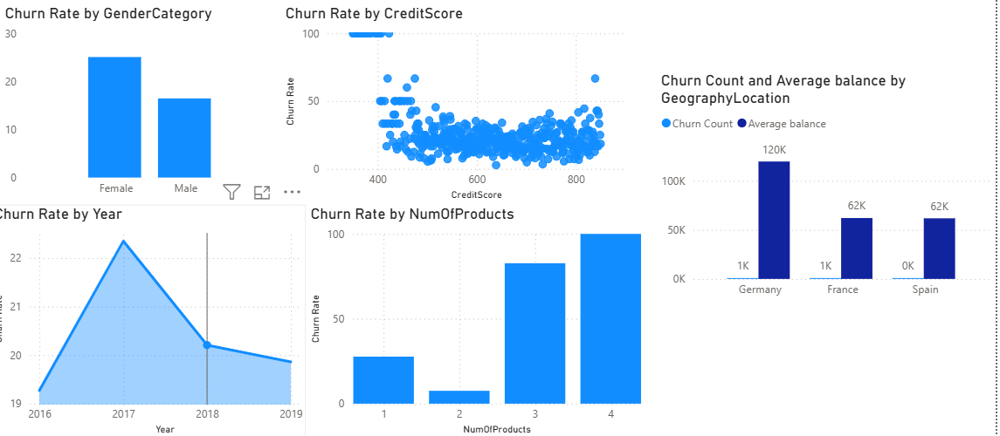 Churn Rate by GenderCategory
30
20
10
0
Female Male
Churn Rate by CreditScore
Churn Rate
100
50
0
400 600 800
CreditScore
Churn Count and Average balance by
GeographyLocation
Churn Count Average balance
120K
100K
62K 62K
50K
1K 1K 0K
0K
Germany France Spain
Churn Rate by Year
Churn Rate
22
21
20
19
2016 2017 2018 2019
Year
Churn Rate by NumOfProducts
Churn Rate
100
50
0
1 2 3 4
NumOfProducts